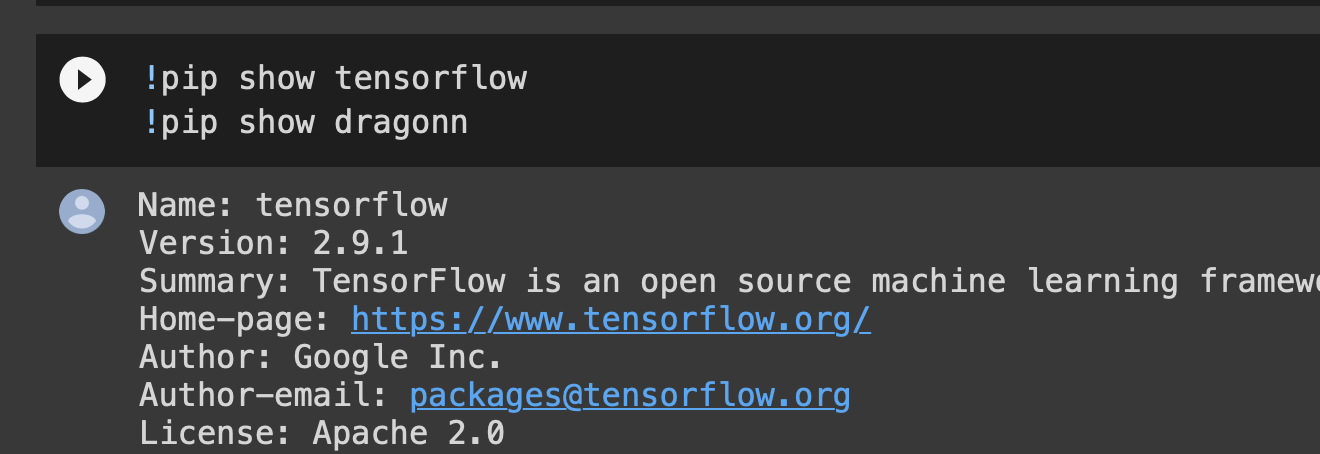 !pip show tensorflow
!pip show dragonn
Name: tensorflow
Version: 2.9.1
Summary: TensorFlow is an open source machine learning framewo
Home-page: https://www.tensorflow.org/
Author: Google Inc.
Author-email: packages@tensorflow.org
License: Apache 2.0